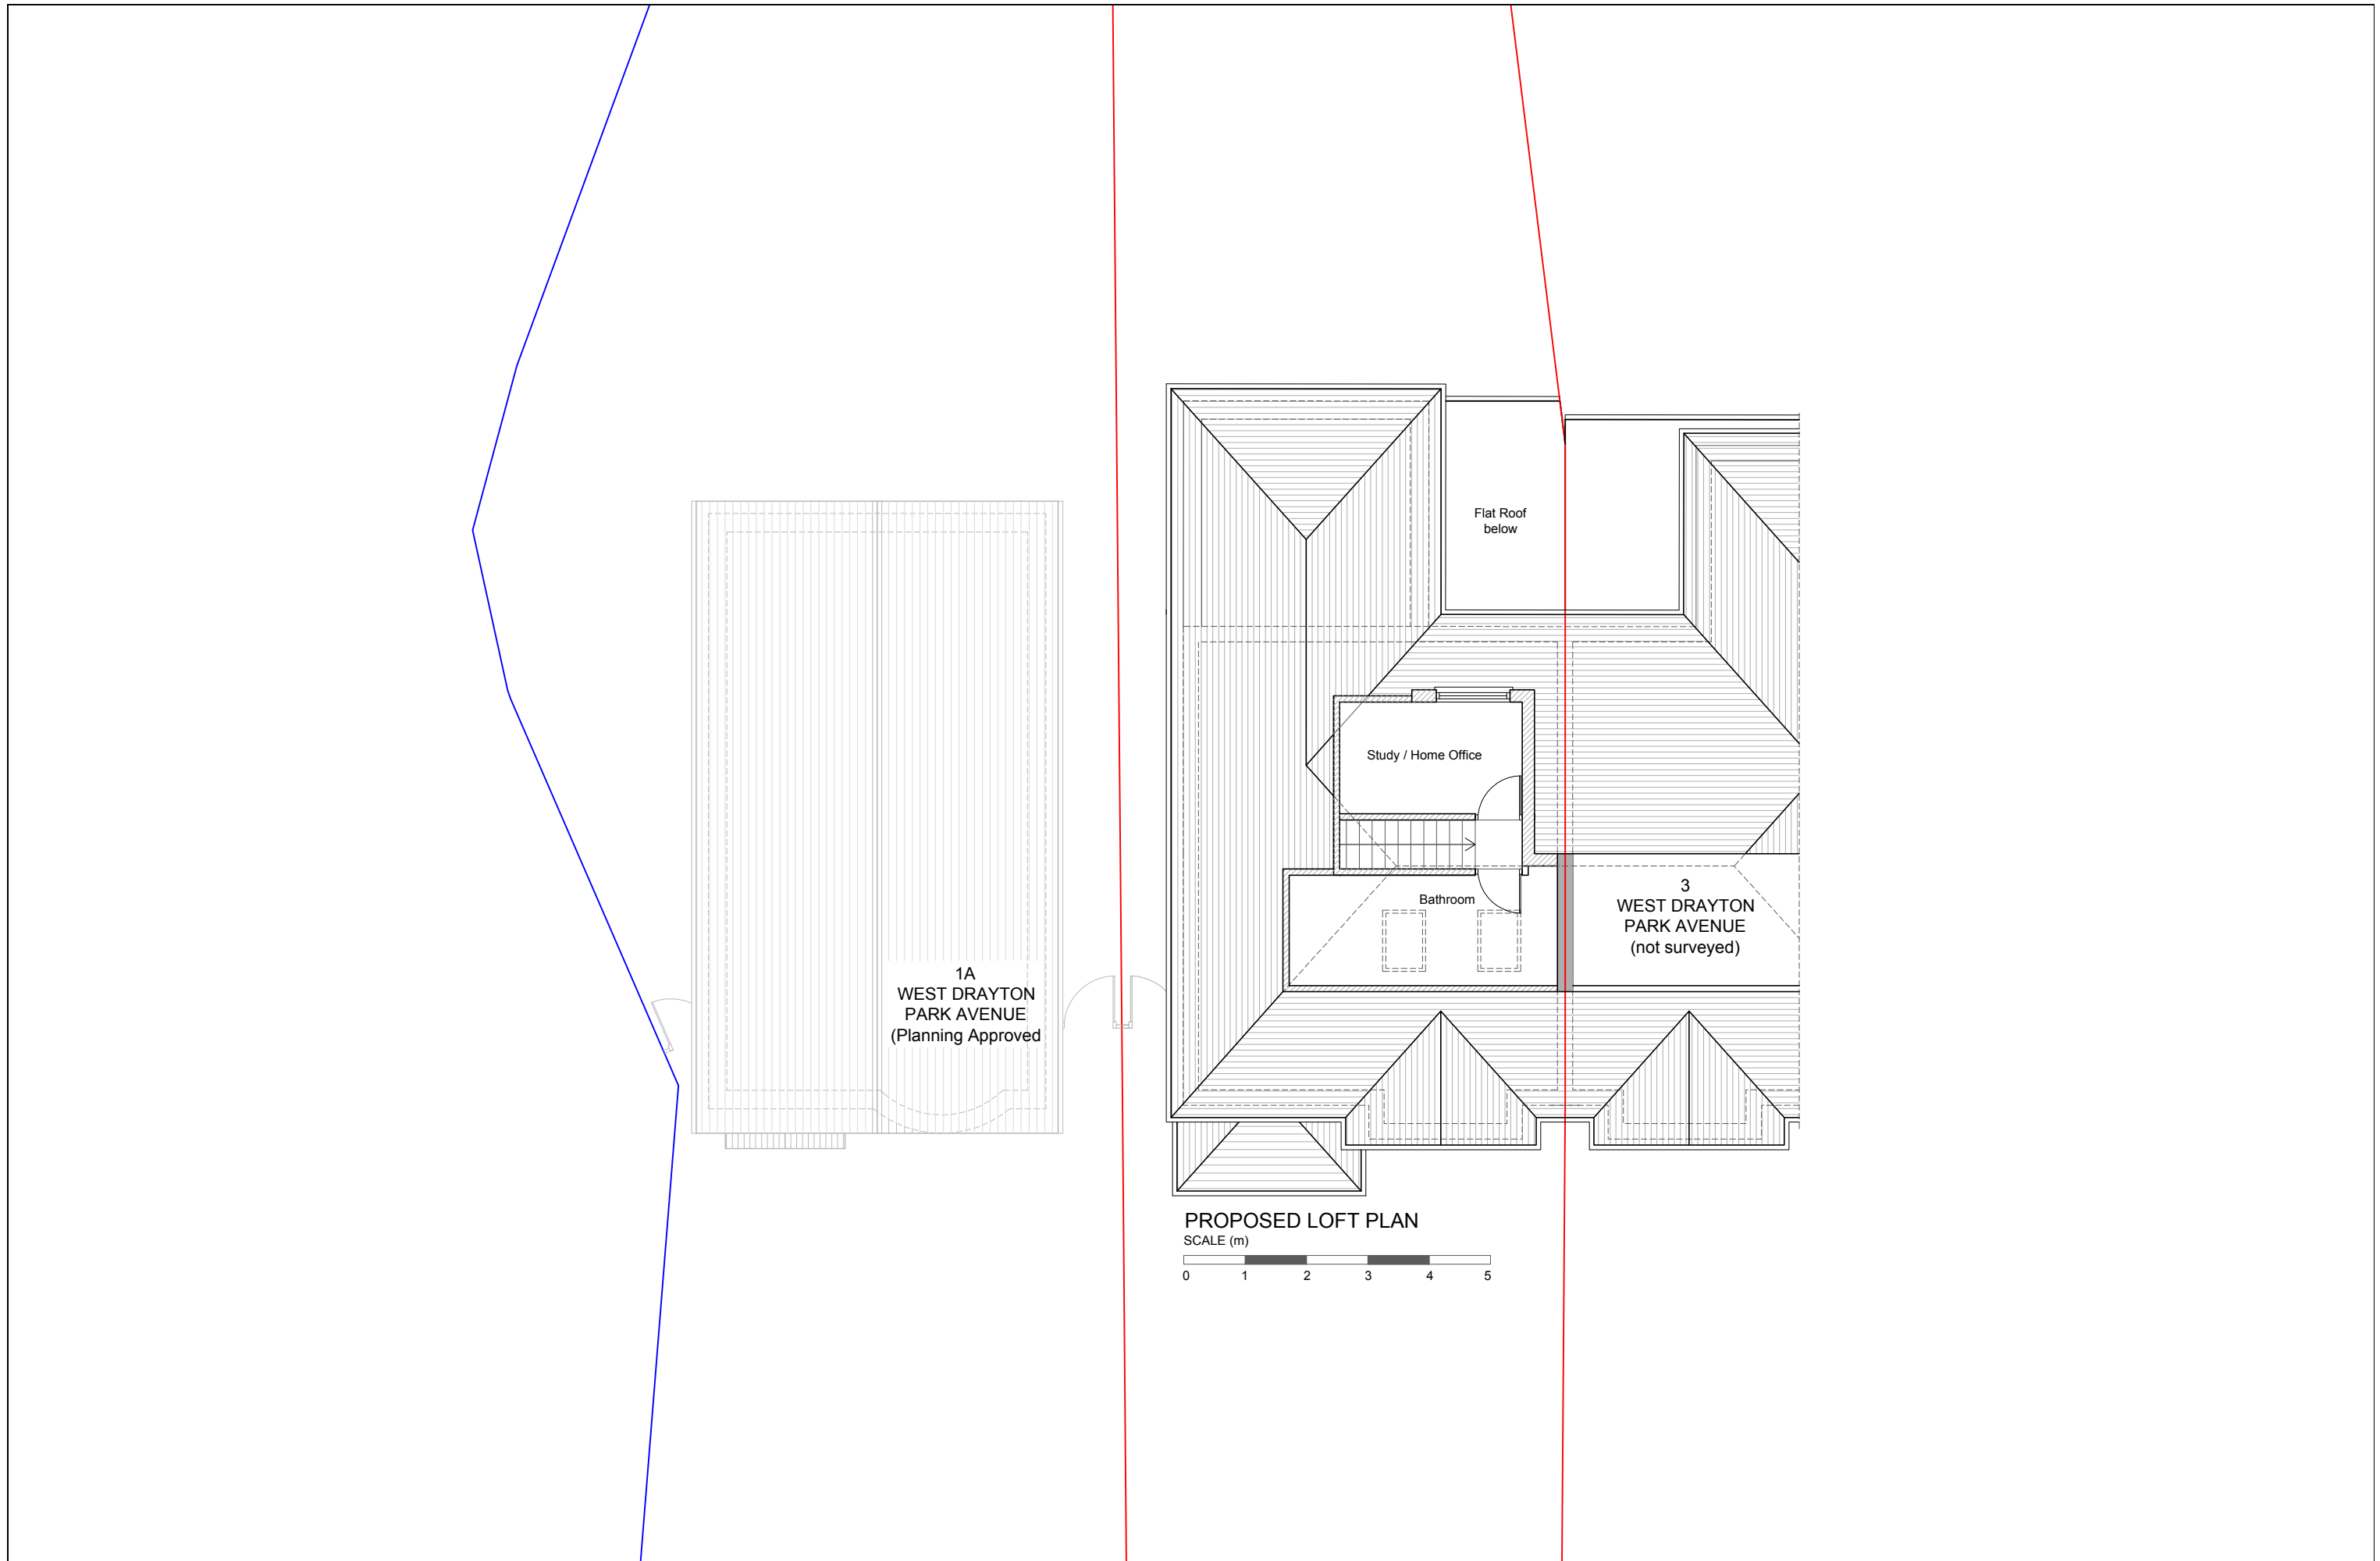 Flat Roof
below
Study / Home Office
Bathroom
3
WEST DRAYTON
PARK AVENUE
(not surveyed)
1A
WEST DRAYTON
PARK AVENUE
(Planning Approved
PROPOSED LOFT PLAN
SCALE (m)
0 1 2 3 4 5